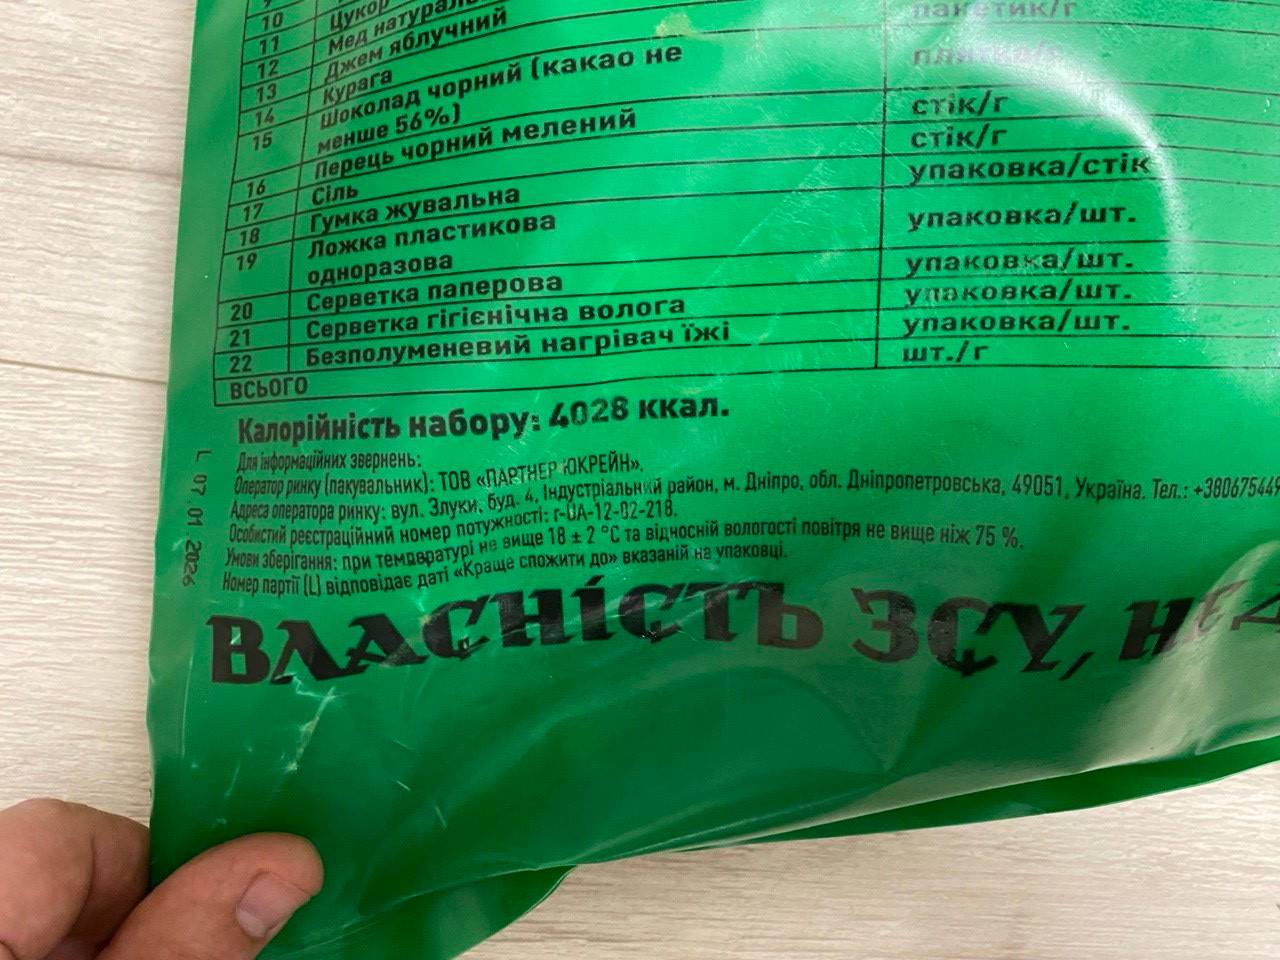 10 Цукор
11 Мед натураль
12 Джем яблучний
13 Курага
14 Шоколад чорний (какао не
15 менше 56%)
Перець чорний мелений
16 Сіль
17 Гумка жувальна
18 Ложка пластикова
19 одноразова
20 Серветка паперова
21 Серветка гігієнічна волога
22 Безполуменевий нагрівач їжі
ВСЬОГО
пакетик/г
плитка/г
стік/г
стік/г
упаковка/стік
упаковка/шт.
упаковка/шт.
упаковка/шт.
упаковка/шт.
шт./г
Калорійність набору: 4028 ккал.
Для інформаційних звернень:
Оператор ринку (пакувальник): ТОВ «ПАРТНЕР ЮКРЕЙН».
Адреса оператора ринку: вул. Злуки, буд. 4, Індустріальний район, м. Дніпро, обл. Дніпропетровська, 49051, Україна. Тел.: +380675449
Особистий реєстраційний номер потужності: г-UA-12-02-218.
Умови зберігання: при температурі не вище 18 ± 2 °С та відносній вологості повітря не вище ніж 75 %.
Номер партії (L) відповідає даті «Краще спожити до» вказаній на упаковці.
L 07.01.2026
ВЛАСНІСТЬ ЗСУ, НЕ Д